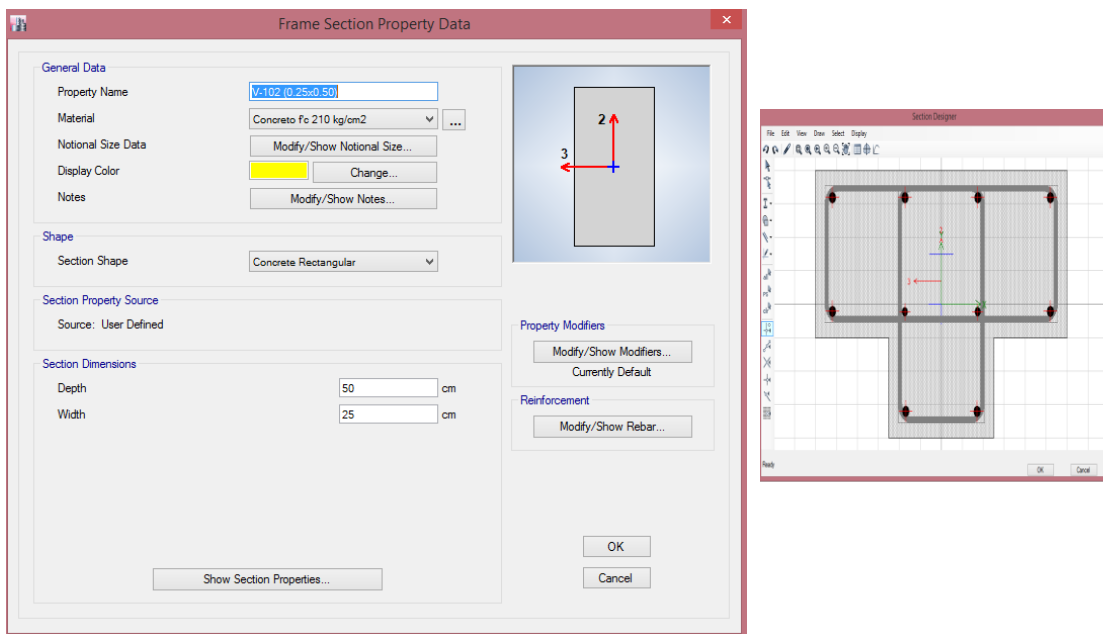 Frame Section Property Data
General Data
Property Name
V-102 (0.25x0.50)
Material
Concreto f'c 210 kg/cm2
...
Notional Size Data
Modify/Show Notional Size...
Display Color
Change...
Notes
Modify/Show Notes...
Shape
Section Shape
Concrete Rectangular
Section Property Source
Source: User Defined
Section Dimensions
Depth
50
cm
Width
25
cm
Show Section Properties...
2
3
Property Modifiers
Modify/Show Modifiers...
Currently Default
Reinforcement
Modify/Show Rebar...
OK
Cancel
Section Designer
File Edit View Draw Select Display
3
Ready
OK
Cancel